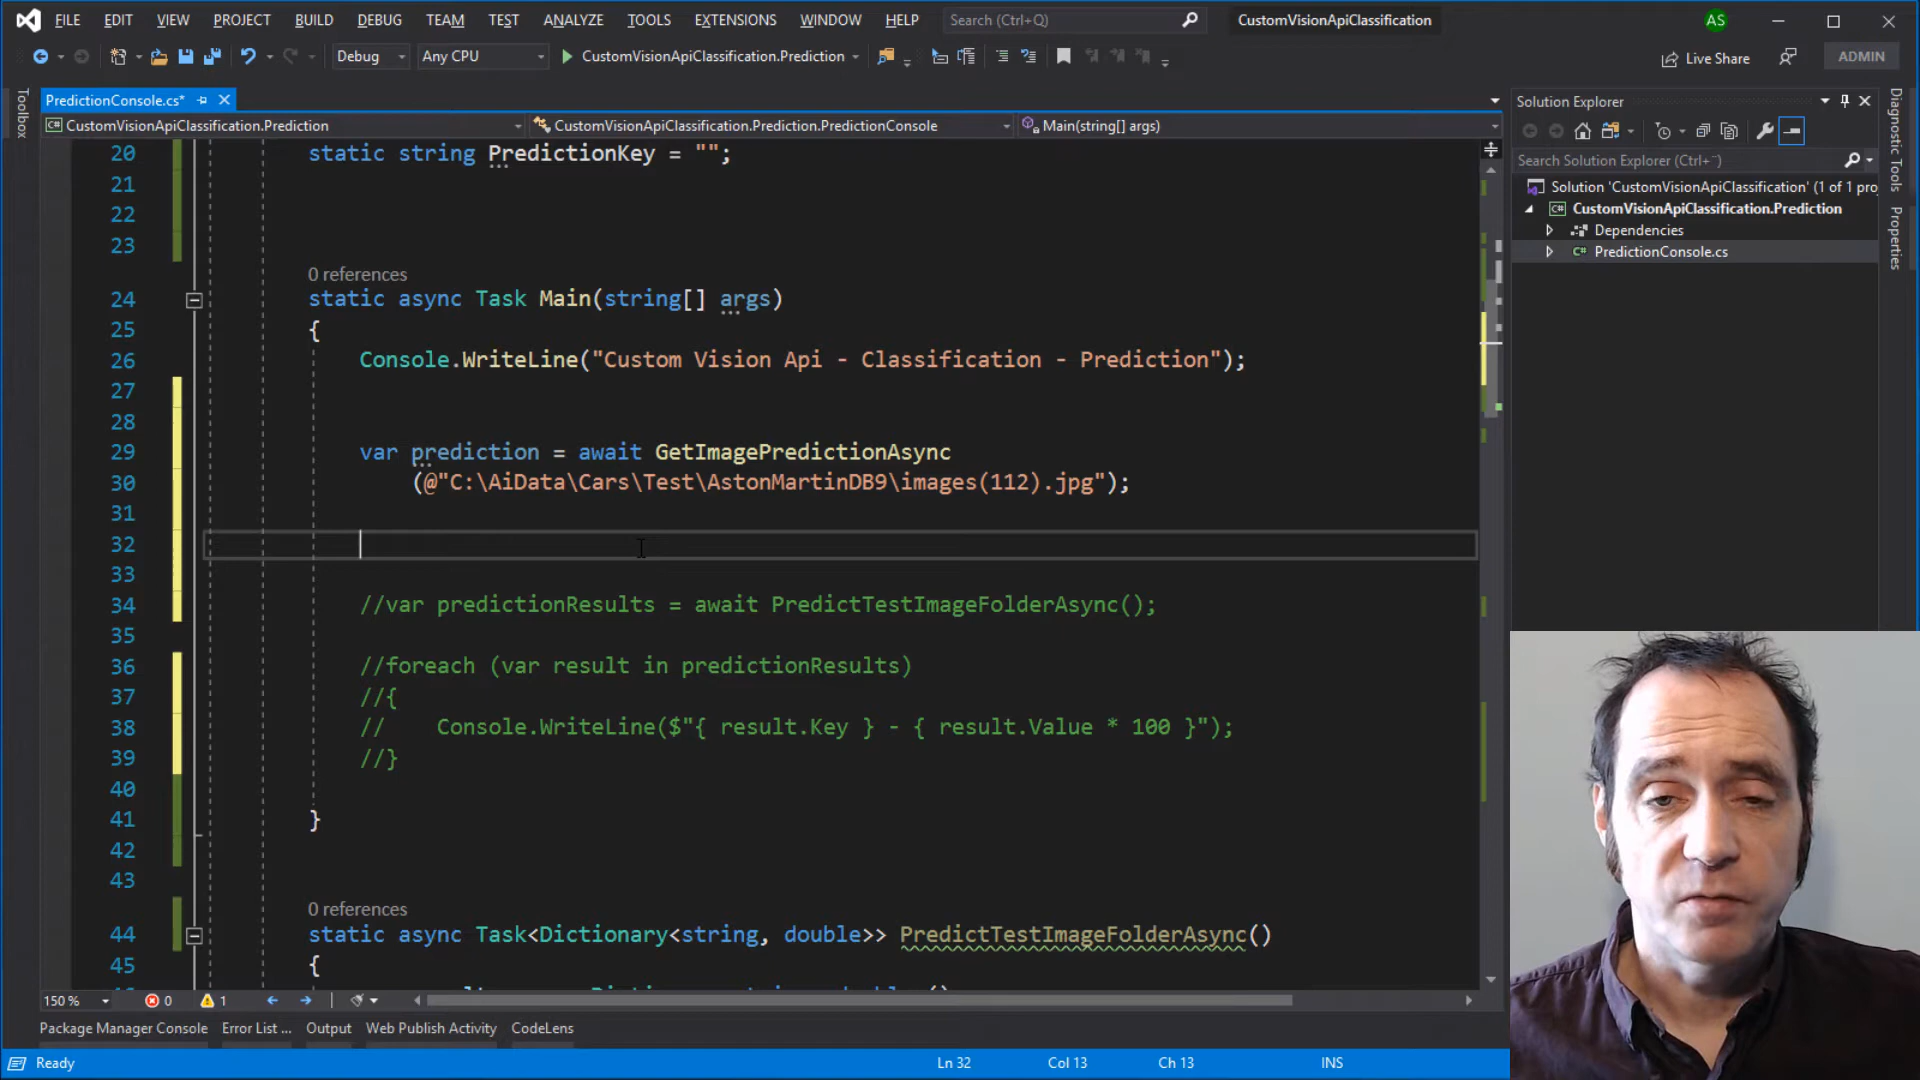 FILE EDIT VIEW PROJECT BUILD DEBUG TEAM TEST ANALYZE TOOLS EXTENSIONS WINDOW HELP Search (Ctrl+Q) CustomVisionApiClassification AS
Debug Any CPU CustomVisionApiClassification.Prediction Live Share ADMIN
Toolbox
PredictionConsole.cs*
CustomVisionApiClassification.Prediction CustomVisionApiClassification.Prediction.PredictionConsole Main(string[] args)
20 static string PredictionKey = "";
21
22
23
0 references
24 static async Task Main(string[] args)
25 {
26 Console.WriteLine("Custom Vision Api - Classification - Prediction");
27
28
29 var prediction = await GetImagePredictionAsync
30 (@"C:\AiData\Cars\Test\AstonMartinDB9\images(112).jpg");
31
32
33
34 //var predictionResults = await PredictTestImageFolderAsync();
35
36 //foreach (var result in predictionResults)
37 //{
38 // Console.WriteLine($"{ result.Key } - { result.Value * 100 }");
39 //}
40
41 }
42
43
0 references
44 static async Task<Dictionary<string, double>> PredictTestImageFolderAsync()
45 {
150 % 0 1
Package Manager Console Error List ... Output Web Publish Activity CodeLens
Ready Ln 32 Col 13 Ch 13 INS
Solution Explorer
Search Solution Explorer (Ctrl+¨)
Solution 'CustomVisionApiClassification' (1 of 1 pro
CustomVisionApiClassification.Prediction
Dependencies
C# PredictionConsole.cs
Diagnostic Tools
Properties